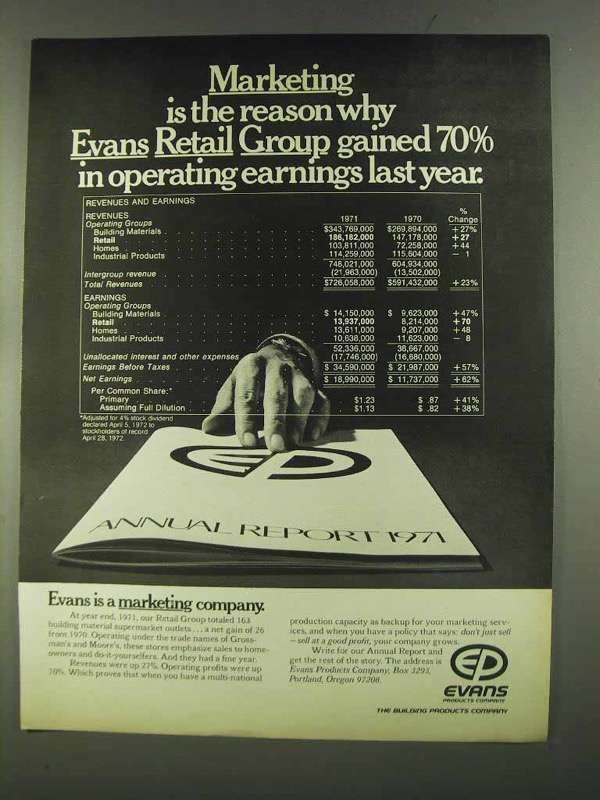 Marketing
is the reason why
Evans Retail Group gained 70%
in operating earnings last year.
REVENUES AND EARNINGS
REVENUES 1971 1970 % Change
Operating Groups
Building Materials $343,769,000 $269,894,000 +27%
Retail 186,182,000 147,178,000 +27
Homes 103,811,000 72,258,000 +44
Industrial Products 114,259,000 115,604,000 − 1
748,021,000 604,934,000
Intergroup revenue (21,963,000) (13,502,000)
Total Revenues $726,058,000 $591,432,000 +23%
EARNINGS
Operating Groups
Building Materials $ 14,150,000 $ 9,623,000 +47%
Retail 13,937,000 8,214,000 +70
Homes 13,611,000 9,207,000 +48
Industrial Products 10,638,000 11,623,000 − 8
52,336,000 38,667,000
Unallocated interest and other expenses (17,746,000) (16,680,000)
Earnings Before Taxes $ 34,590,000 $ 21,987,000 +57%
Net Earnings $ 18,990,000 $ 11,737,000 +62%
Per Common Share:*
Primary $1.23 $ .87 +41%
Assuming Full Dilution $1.13 $ .82 +38%
*Adjusted for 4% stock dividend
declared April 5, 1972 to
stockholders of record
April 28, 1972.
ANNUAL REPORT 1971
Evans is a marketing company.
At year end, 1971, our Retail Group totaled 163
building material supermarket outlets... a net gain of 26
from 1970. Operating under the trade names of Gross-
man's and Moore's, these stores emphasize sales to home-
owners and do-it-yourselfers. And they had a fine year.
Revenues were up 27%. Operating profits were up
70%. Which proves that when you have a multi-national
production capacity as backup for your marketing serv-
ices, and when you have a policy that says: don't just sell
—sell at a good profit, your company grows.
Write for our Annual Report and
get the rest of the story. The address is
Evans Products Company, Box 3293,
Portland, Oregon 97208.
EVANS
PRODUCTS COMPANY
THE BUILDING PRODUCTS COMPANY